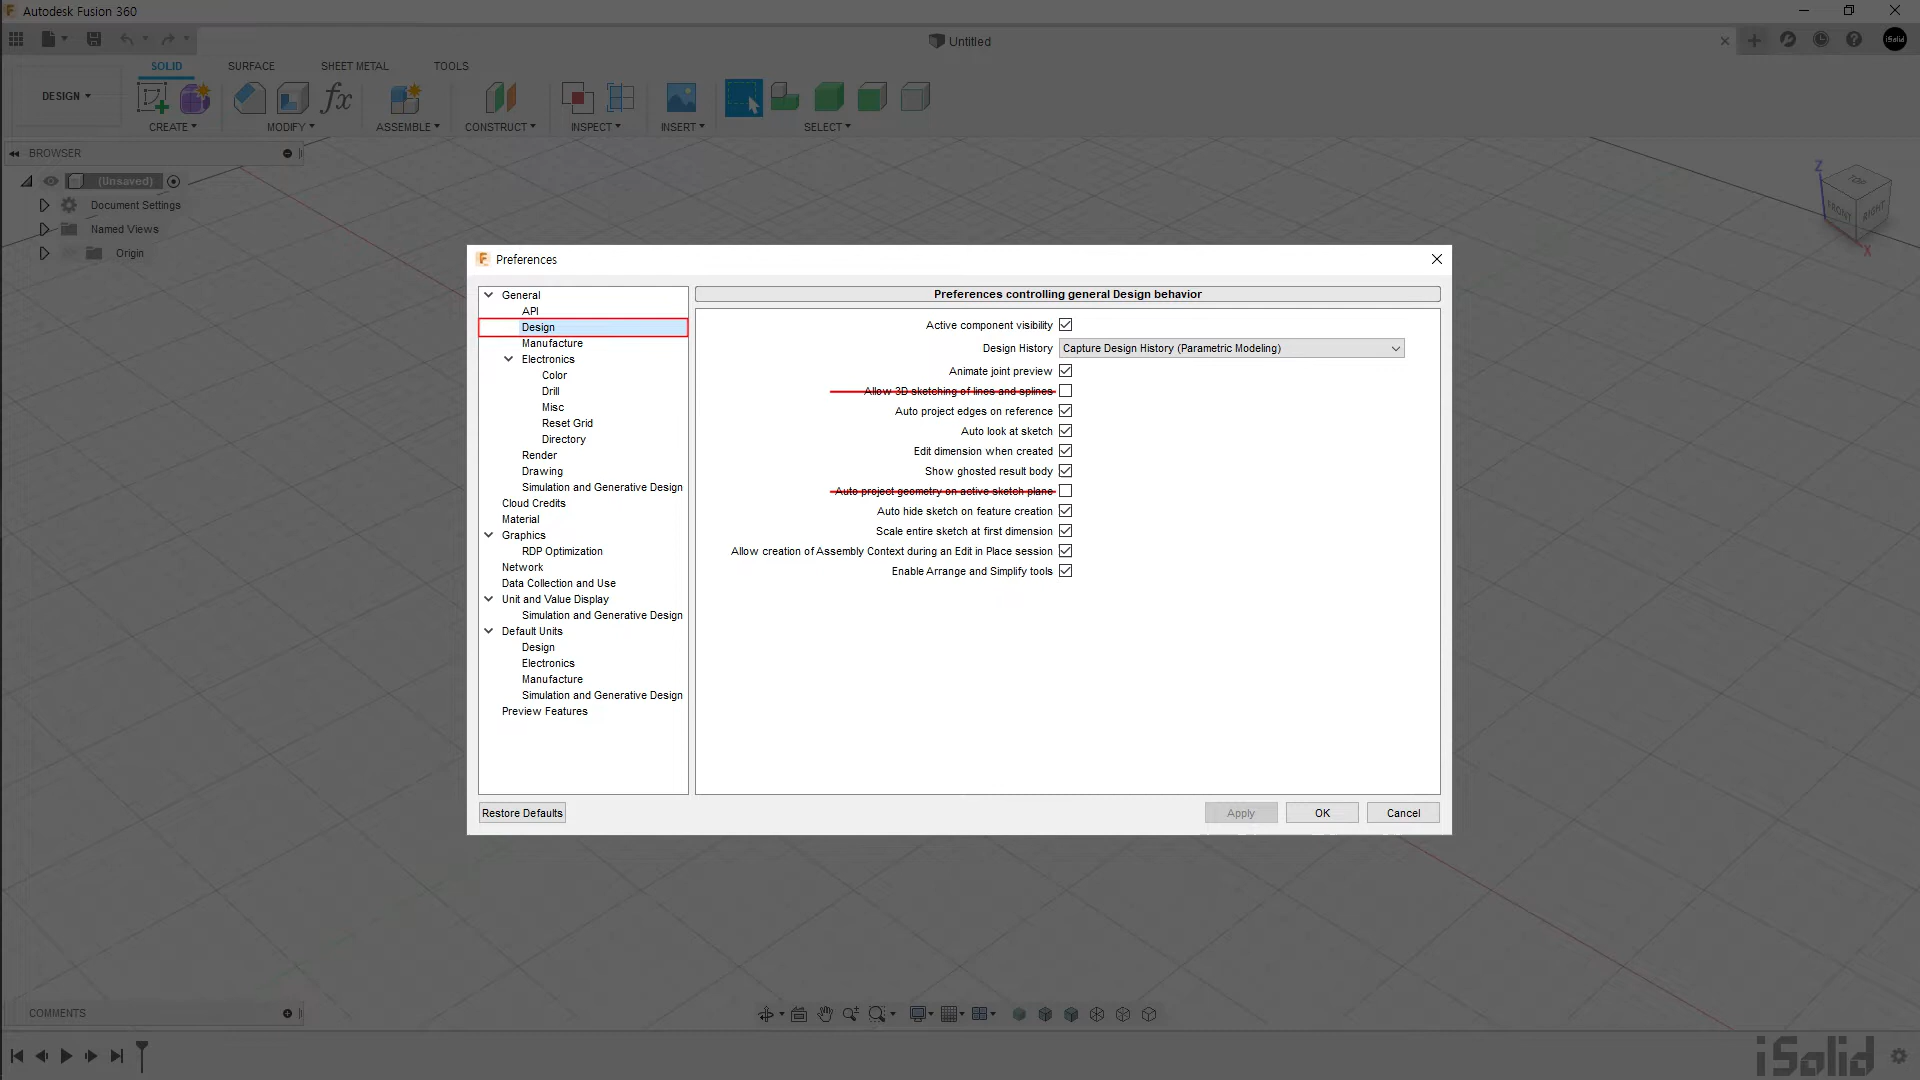 Autodesk Fusion 360
Untitled
iSolid
SOLID SURFACE SHEET METAL TOOLS
DESIGN
CREATE MODIFY ASSEMBLE CONSTRUCT INSPECT INSERT SELECT
fx
BROWSER
(Unsaved)
Document Settings
Named Views
Origin
Z
TOP
FRONT
RIGHT
X
Preferences
General
API
Design
Manufacture
Electronics
Color
Drill
Misc
Reset Grid
Directory
Render
Drawing
Simulation and Generative Design
Cloud Credits
Material
Graphics
RDP Optimization
Network
Data Collection and Use
Unit and Value Display
Simulation and Generative Design
Default Units
Design
Electronics
Manufacture
Simulation and Generative Design
Preview Features
Preferences controlling general Design behavior
Active component visibility
Design History Capture Design History (Parametric Modeling)
Animate joint preview
Allow 3D sketching of lines and splines
Auto project edges on reference
Auto look at sketch
Edit dimension when created
Show ghosted result body
Auto project geometry on active sketch plane
Auto hide sketch on feature creation
Scale entire sketch at first dimension
Allow creation of Assembly Context during an Edit in Place session
Enable Arrange and Simplify tools
Restore Defaults Apply OK Cancel
COMMENTS
iSolid